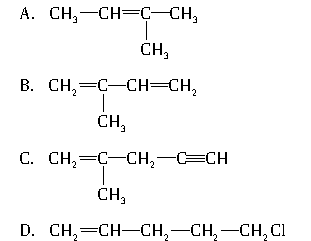 A. CH₃—CH=C—CH₃
CH₃
B. CH₂=C—CH=CH₂
CH₃
C. CH₂=C—CH₂—C≡CH
CH₃
D. CH₂=CH—CH₂—CH₂—CH₂Cl